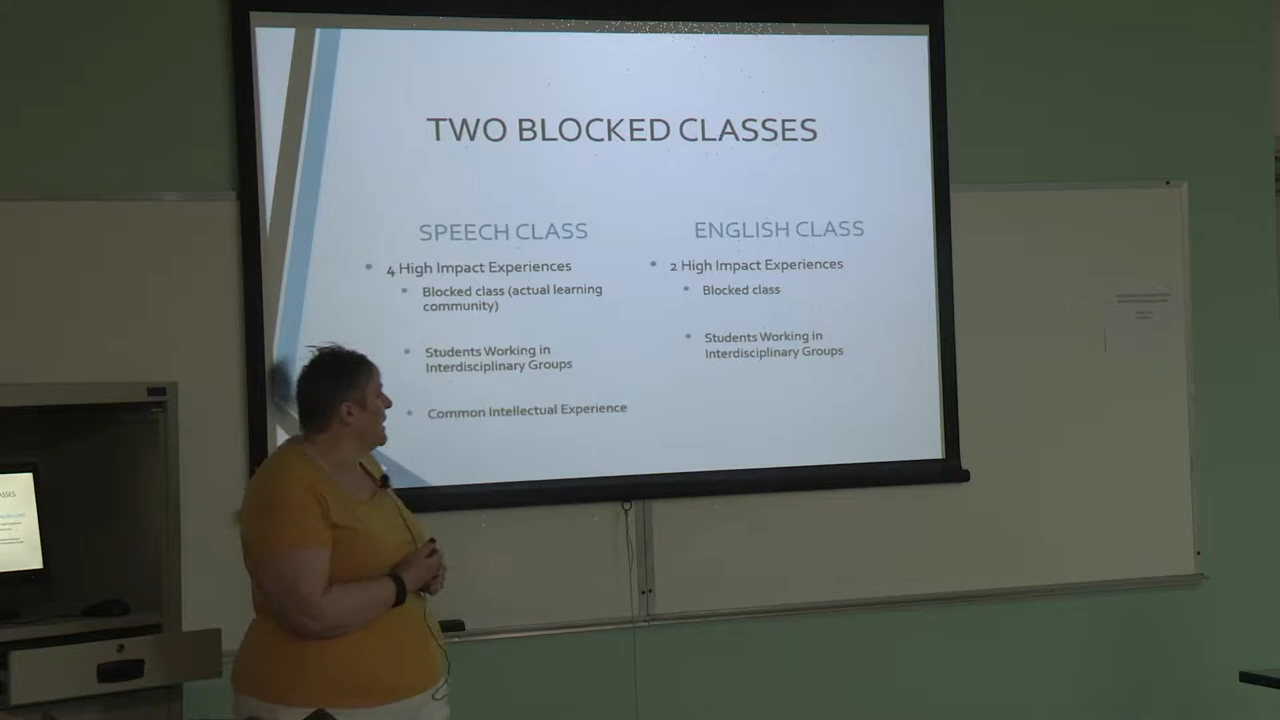 TWO BLOCKED CLASSES
SPEECH CLASS
4 High Impact Experiences
Blocked class (actual learning
community)
Students Working in
Interdisciplinary Groups
Common Intellectual Experience
ENGLISH CLASS
2 High Impact Experiences
Blocked class
Students Working in
Interdisciplinary Groups